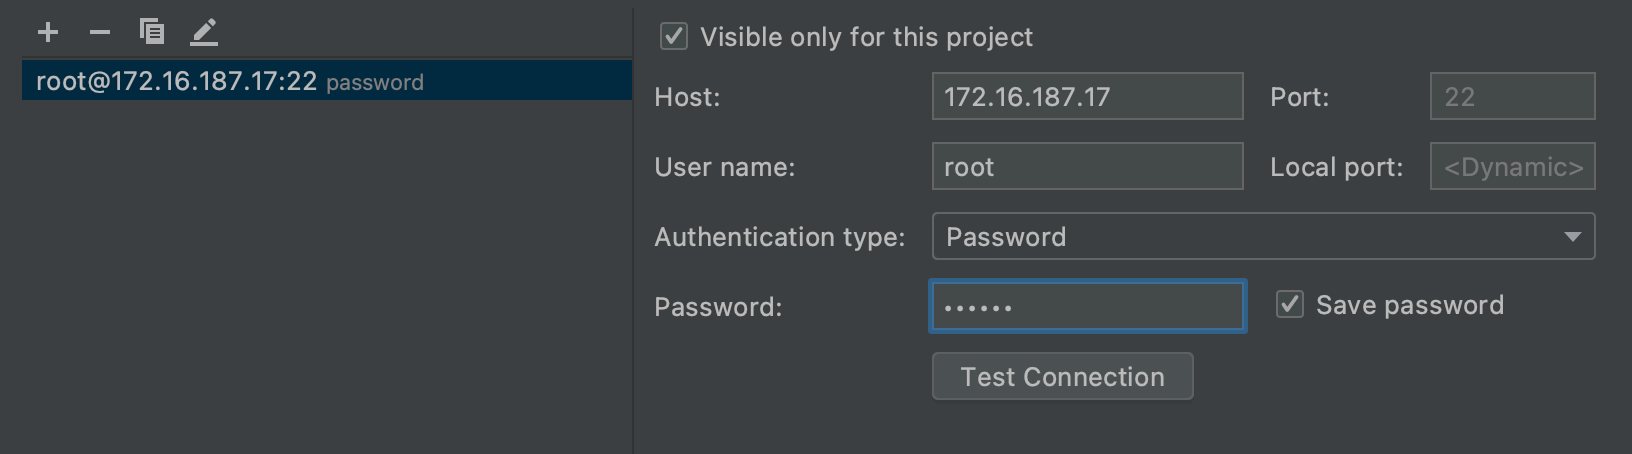 Visible only for this project
root@172.16.187.17:22 password
Host: 172.16.187.17 Port: 22
User name: root Local port: <Dynamic>
Authentication type: Password
Password: •••••• Save password
Test Connection